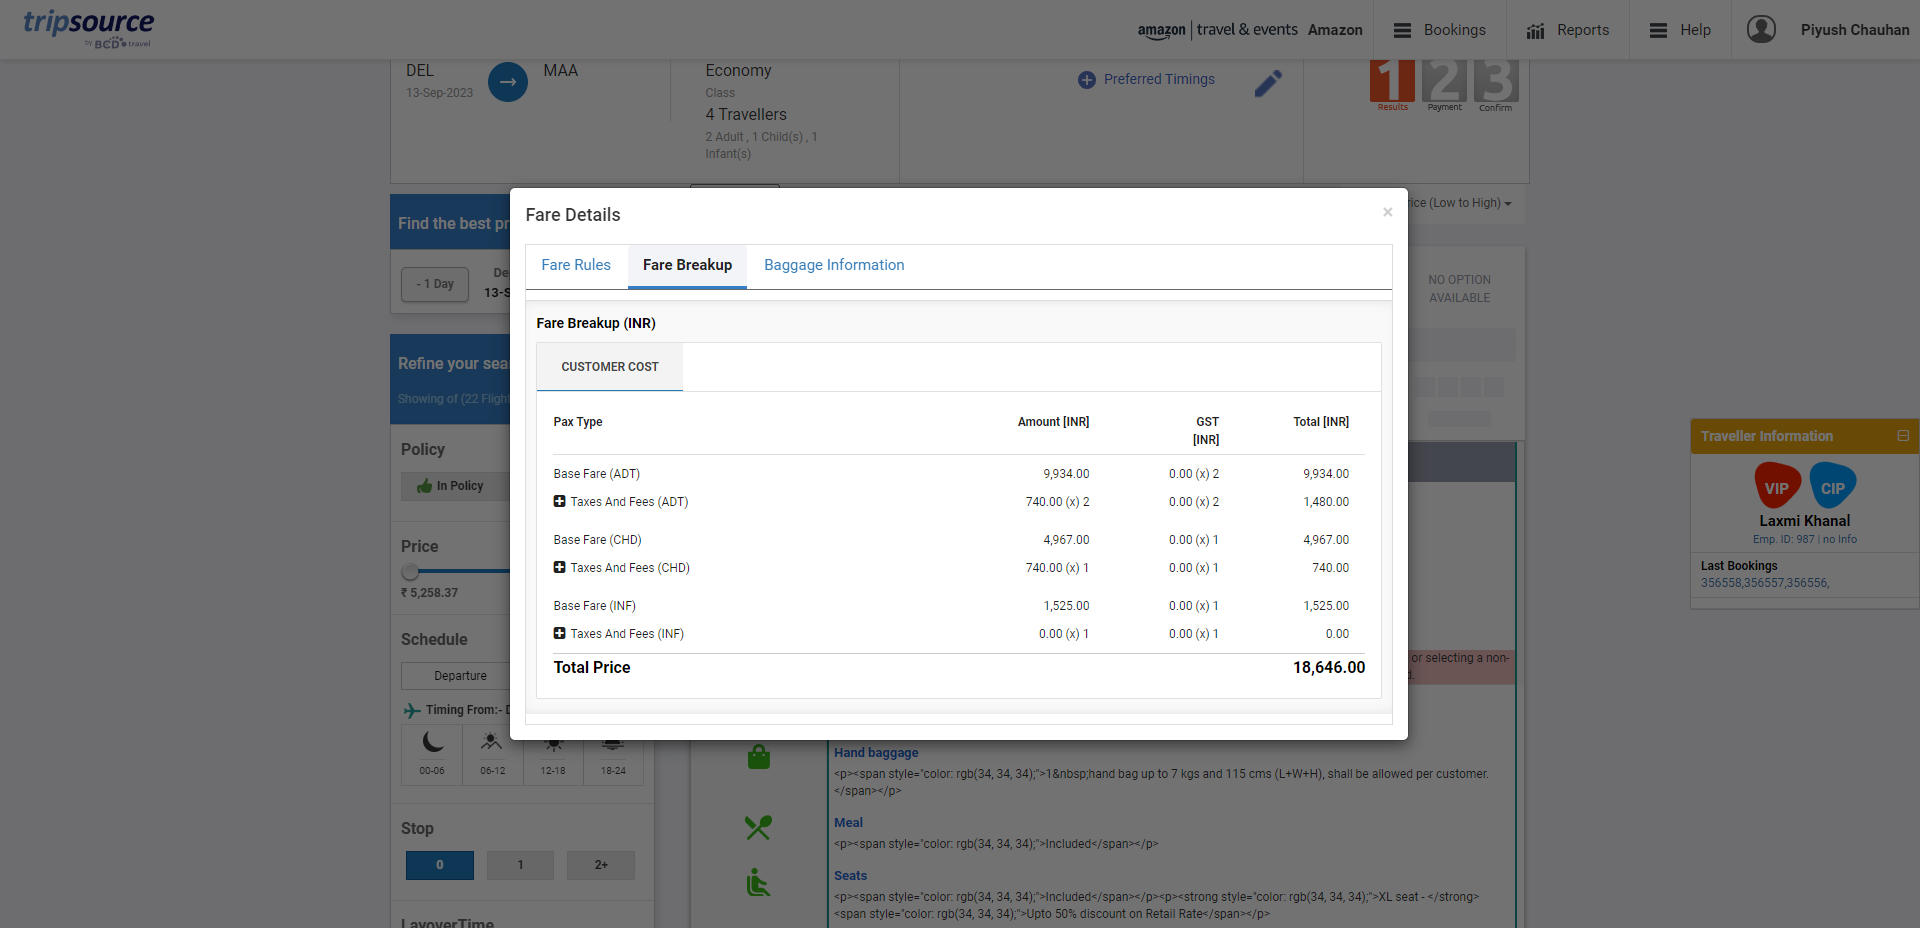 tripsource
by BCD travel
amazon | travel & events Amazon
Bookings
Reports
Help
Piyush Chauhan
DEL
13-Sep-2023
MAA
Economy
Class
4 Travellers
2 Adult , 1 Child(s) , 1
Infant(s)
Preferred Timings
1 2 3
Results Payment Confirm
Find the best pr
rice (Low to High)
- 1 Day
De
13-S
NO OPTION
AVAILABLE
Refine your sea
Showing of (22 Flight
Policy
In Policy
Price
₹ 5,258.37
Schedule
Departure
Timing From:- D
00-06 06-12 12-18 18-24
Stop
0 1 2+
LayoverTime
Fare Details
×
Fare Rules Fare Breakup Baggage Information
Fare Breakup (INR)
CUSTOMER COST
Pax Type Amount [INR] GST [INR] Total [INR]
Base Fare (ADT) 9,934.00 0.00 (x) 2 9,934.00
Taxes And Fees (ADT) 740.00 (x) 2 0.00 (x) 2 1,480.00
Base Fare (CHD) 4,967.00 0.00 (x) 1 4,967.00
Taxes And Fees (CHD) 740.00 (x) 1 0.00 (x) 1 740.00
Base Fare (INF) 1,525.00 0.00 (x) 1 1,525.00
Taxes And Fees (INF) 0.00 (x) 1 0.00 (x) 1 0.00
Total Price 18,646.00
or selecting a non-
d.
Hand baggage
<p><span style="color: rgb(34, 34, 34);">1&nbsp;hand bag up to 7 kgs and 115 cms (L+W+H), shall be allowed per customer.
</span></p>
Meal
<p><span style="color: rgb(34, 34, 34);">Included</span></p>
Seats
<p><span style="color: rgb(34, 34, 34);">Included</span></p><p><strong style="color: rgb(34, 34, 34);">XL seat - </strong>
<span style="color: rgb(34, 34, 34);">Upto 50% discount on Retail Rate</span></p>
Traveller Information
VIP CIP
Laxmi Khanal
Emp. ID: 987 | no Info
Last Bookings
356558,356557,356556,